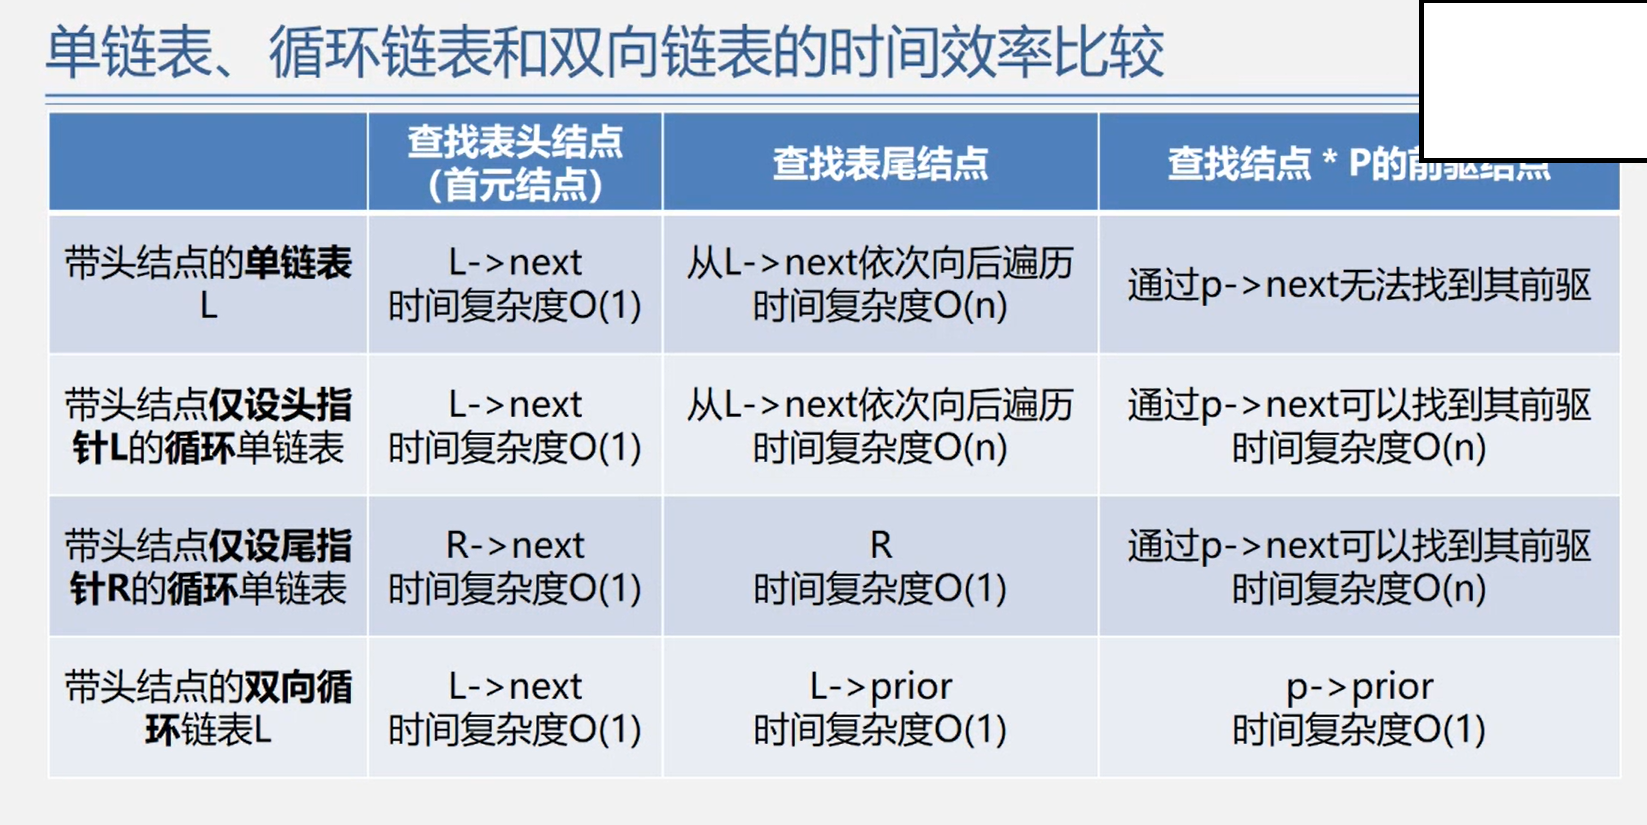 单链表、循环链表和双向链表的时间效率比较
查找表头结点
（首元结点）
查找表尾结点
查找结点 * P的前驱结点
带头结点的单链表
L
L->next
时间复杂度O(1)
从L->next依次向后遍历
时间复杂度O(n)
通过p->next无法找到其前驱
带头结点仅设头指
针L的循环单链表
L->next
时间复杂度O(1)
从L->next依次向后遍历
时间复杂度O(n)
通过p->next可以找到其前驱
时间复杂度O(n)
带头结点仅设尾指
针R的循环单链表
R->next
时间复杂度O(1)
R
时间复杂度O(1)
通过p->next可以找到其前驱
时间复杂度O(n)
带头结点的双向循
环链表L
L->next
时间复杂度O(1)
L->prior
时间复杂度O(1)
p->prior
时间复杂度O(1)